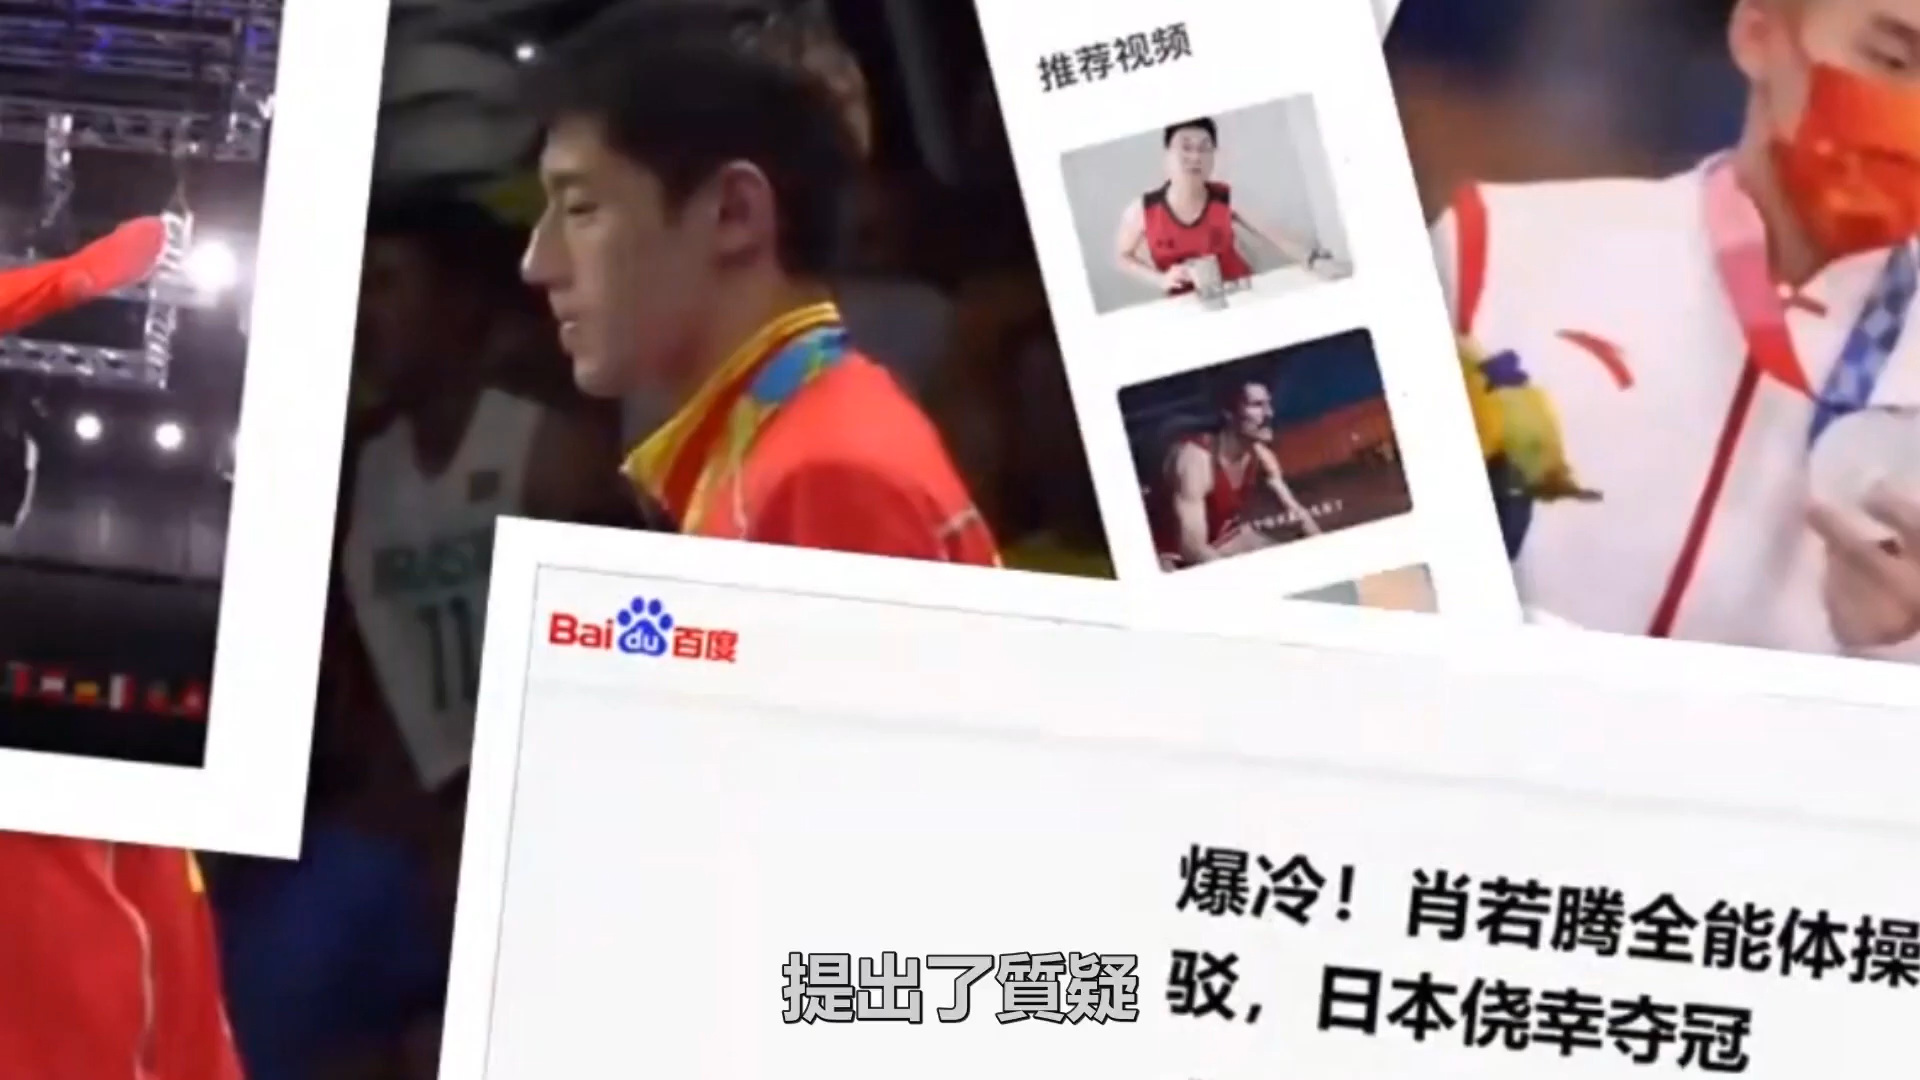 推荐视频
Baidu百度
爆冷！肖若腾全能体操
驳，日本侥幸夺冠
提出了質疑